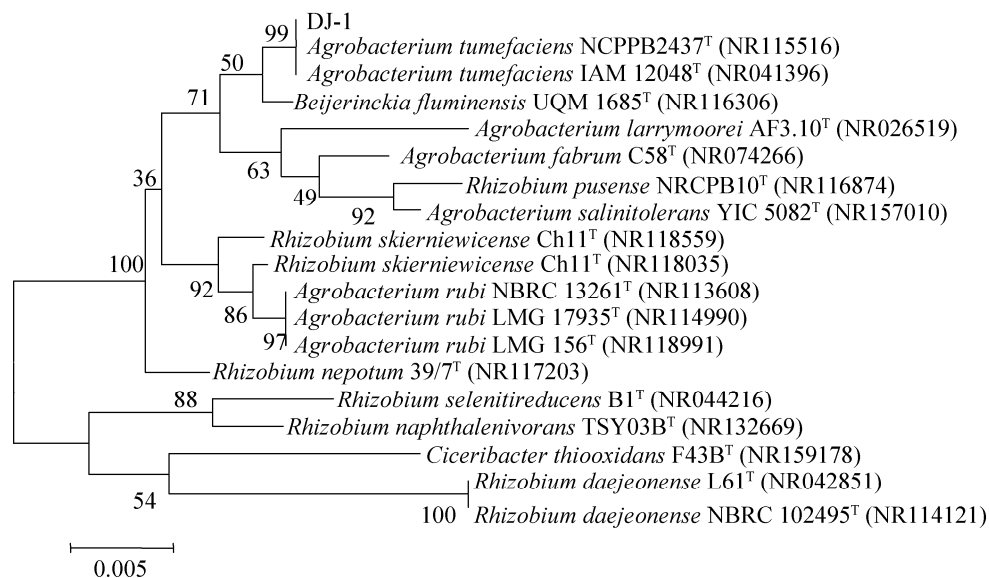 DJ-1
99
Agrobacterium tumefaciens NCPPB2437ᵀ (NR115516)
50
Agrobacterium tumefaciens IAM 12048ᵀ (NR041396)
71
Beijerinckia fluminensis UQM 1685ᵀ (NR116306)
Agrobacterium larrymoorei AF3.10ᵀ (NR026519)
63
Agrobacterium fabrum C58ᵀ (NR074266)
36
49
Rhizobium pusense NRCPB10ᵀ (NR116874)
92
Agrobacterium salinitolerans YIC 5082ᵀ (NR157010)
Rhizobium skierniewicense Ch11ᵀ (NR118559)
100
Rhizobium skierniewicense Ch11ᵀ (NR118035)
92
Agrobacterium rubi NBRC 13261ᵀ (NR113608)
86
Agrobacterium rubi LMG 17935ᵀ (NR114990)
97
Agrobacterium rubi LMG 156ᵀ (NR118991)
Rhizobium nepotum 39/7ᵀ (NR117203)
88
Rhizobium selenitireducens B1ᵀ (NR044216)
Rhizobium naphthalenivorans TSY03Bᵀ (NR132669)
Ciceribacter thiooxidans F43Bᵀ (NR159178)
54
Rhizobium daejeonense L61ᵀ (NR042851)
100
Rhizobium daejeonense NBRC 102495ᵀ (NR114121)
0.005